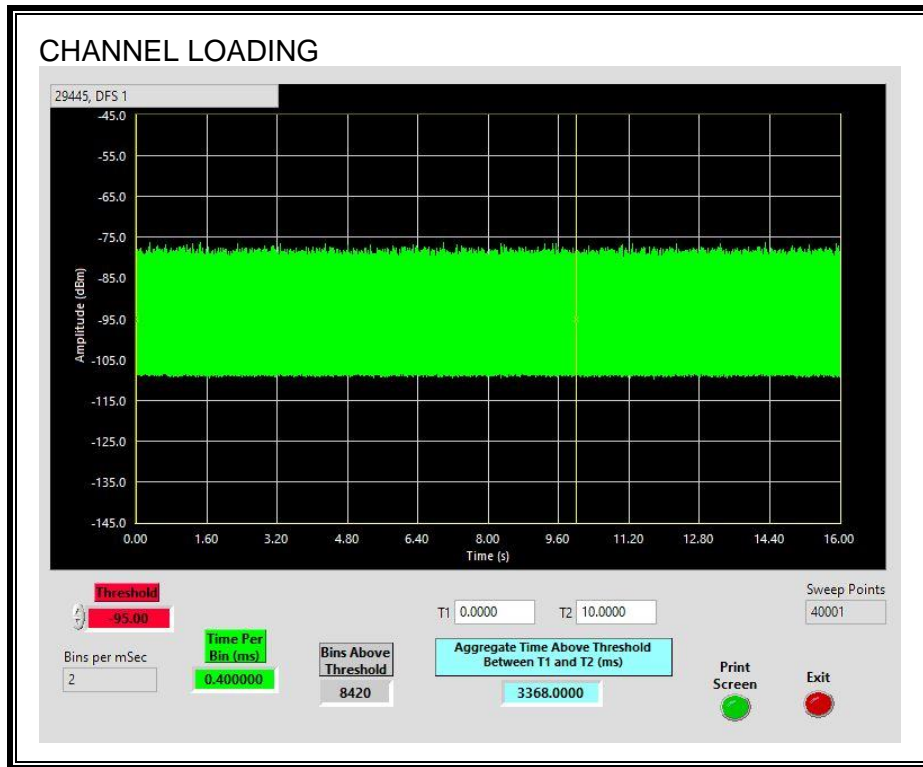 CHANNEL LOADING
29445, DFS 1
-45.0
-55.0
-65.0
-75.0
-85.0
-95.0
-105.0
-115.0
-125.0
-135.0
-145.0
Amplitude (dBm)
0.00 1.60 3.20 4.80 6.40 8.00 9.60 11.20 12.80 14.40 16.00
Time (s)
Threshold
-95.00
Bins per mSec
2
Time Per
Bin (ms)
0.400000
Bins Above
Threshold
8420
T1 0.0000 T2 10.0000
Aggregate Time Above Threshold
Between T1 and T2 (ms)
3368.0000
Sweep Points
40001
Print
Screen
Exit